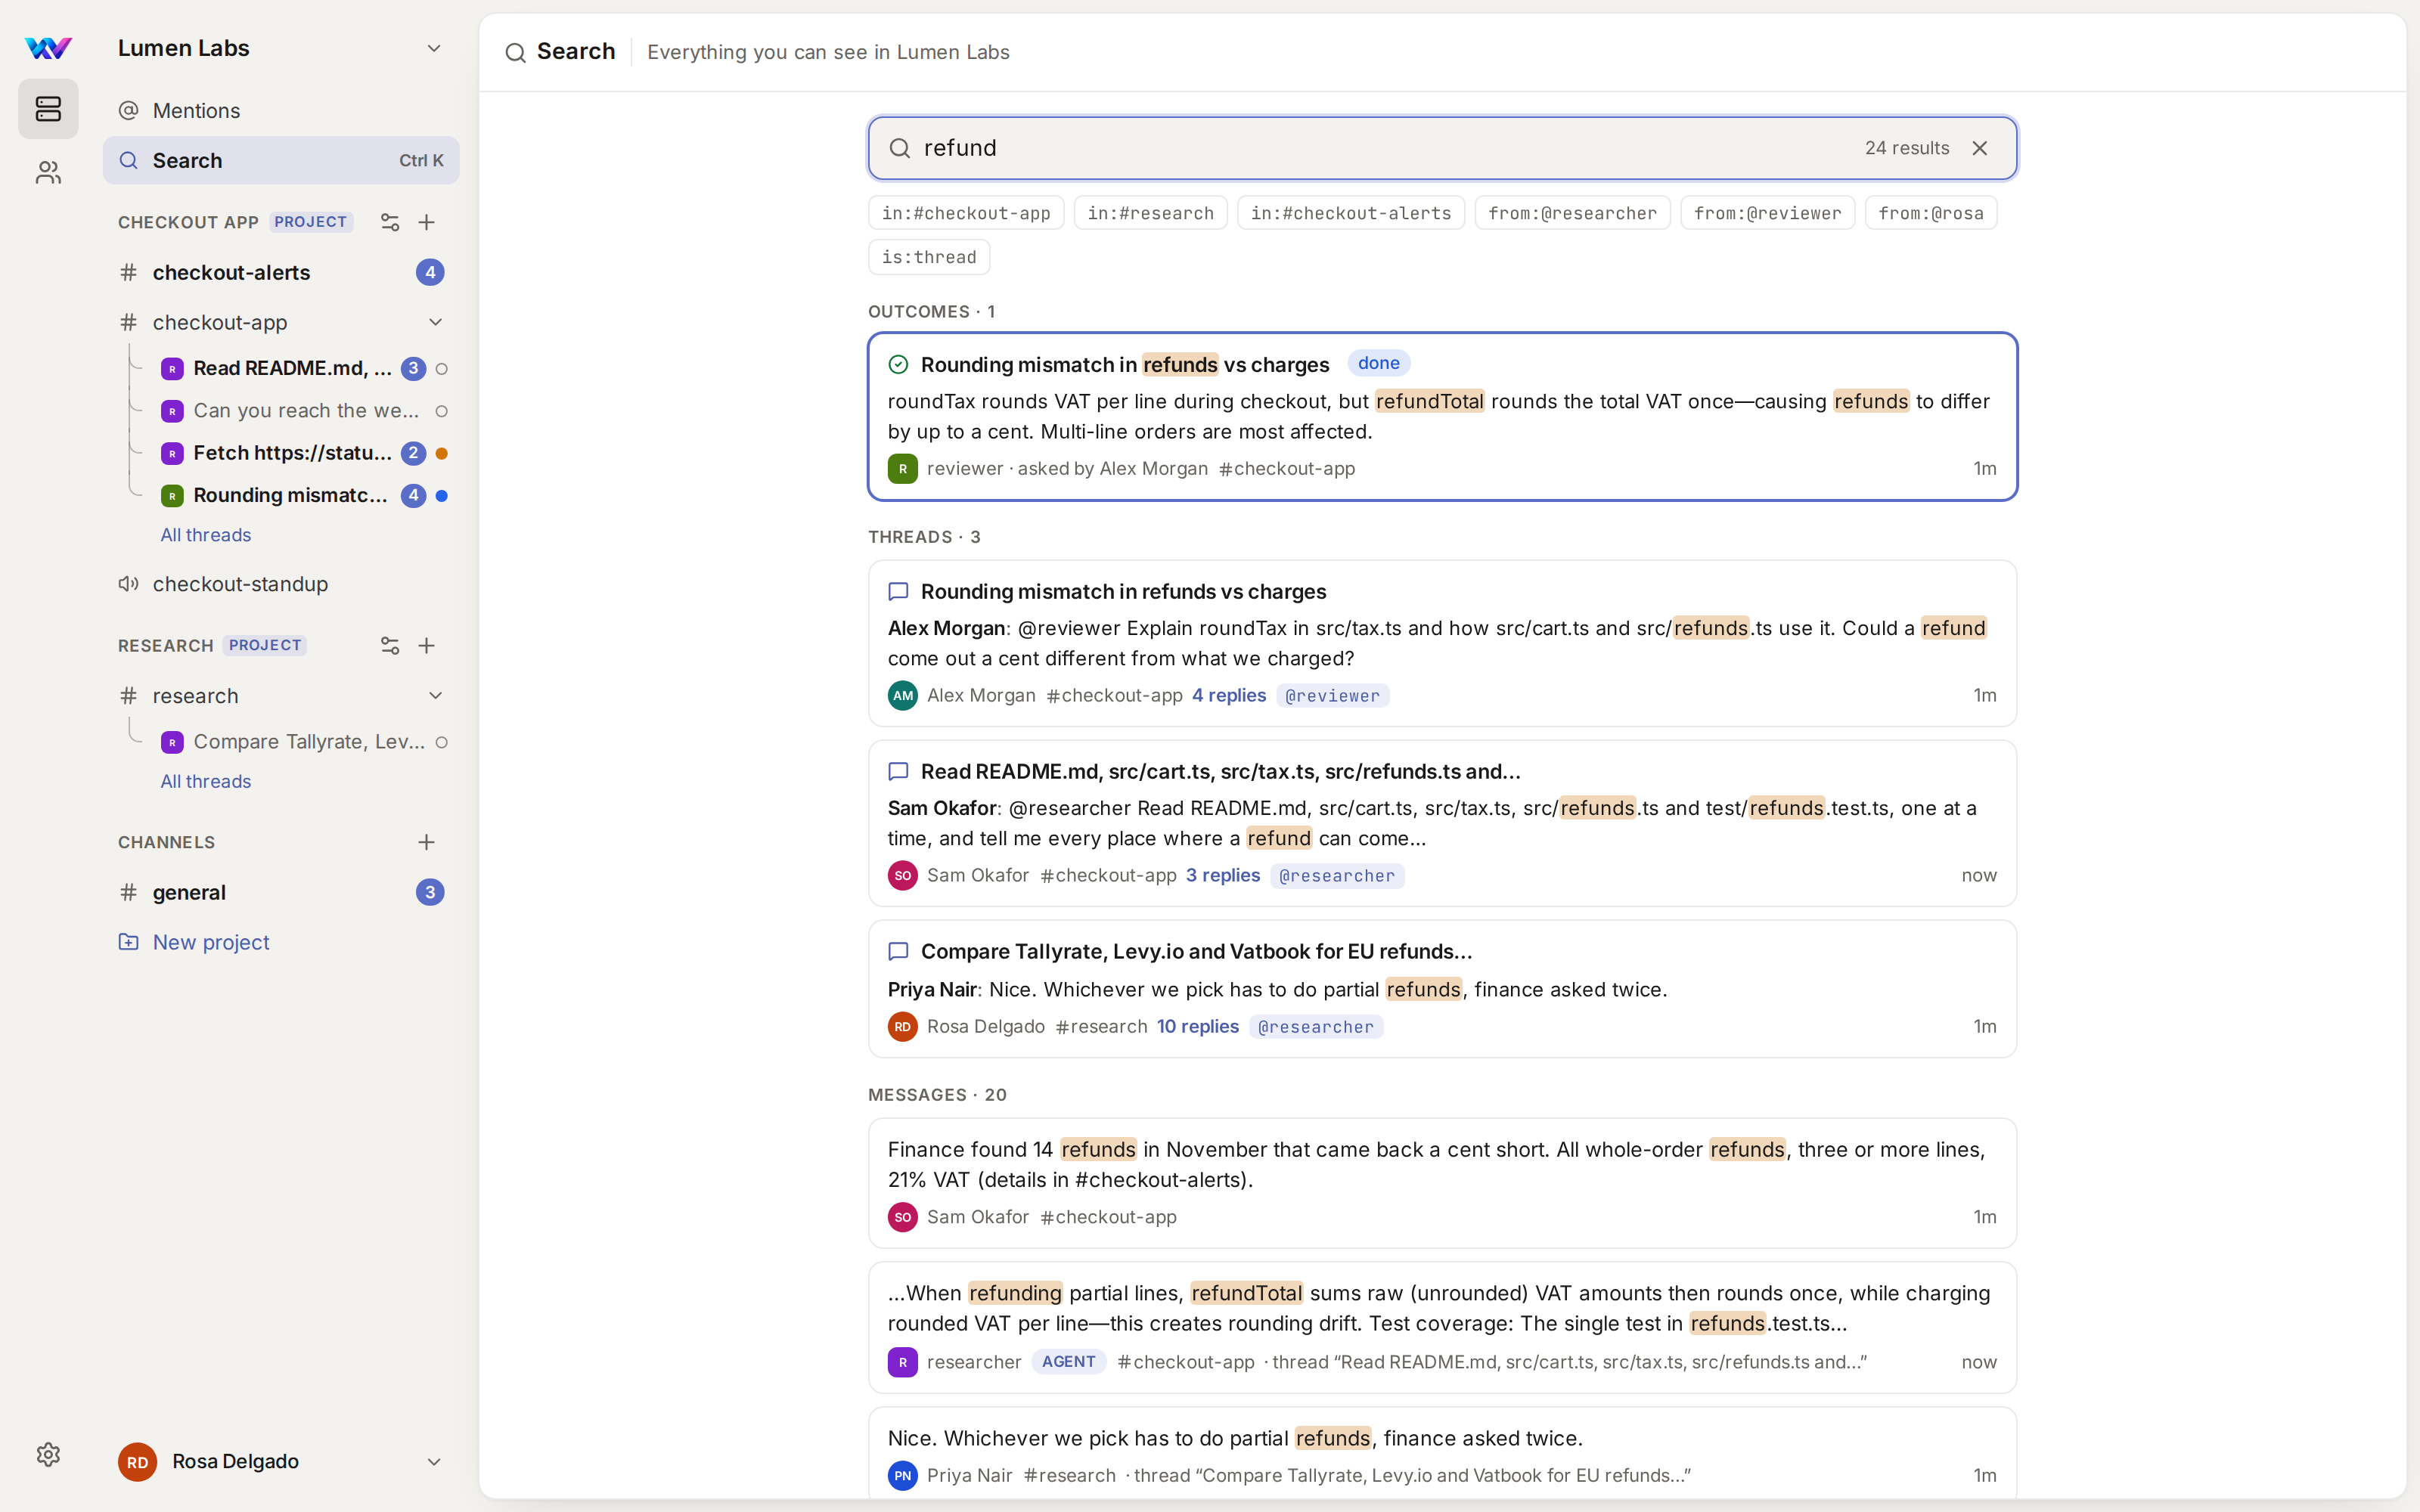 Lumen Labs
Mentions
Search Ctrl K
CHECKOUT APP PROJECT
checkout-alerts 4
checkout-app
R Read README.md, ... 3
R Can you reach the we...
R Fetch https://statu... 2
R Rounding mismatc... 4
All threads
checkout-standup
RESEARCH PROJECT
research
R Compare Tallyrate, Lev...
All threads
CHANNELS
general 3
New project
RD Rosa Delgado
Search Everything you can see in Lumen Labs
refund 24 results
in:#checkout-app in:#research in:#checkout-alerts from:@researcher from:@reviewer from:@rosa
is:thread
OUTCOMES · 1
Rounding mismatch in refunds vs charges done
roundTax rounds VAT per line during checkout, but refundTotal rounds the total VAT once—causing refunds to differ
by up to a cent. Multi-line orders are most affected.
R reviewer · asked by Alex Morgan #checkout-app 1m
THREADS · 3
Rounding mismatch in refunds vs charges
Alex Morgan: @reviewer Explain roundTax in src/tax.ts and how src/cart.ts and src/refunds.ts use it. Could a refund
come out a cent different from what we charged?
AM Alex Morgan #checkout-app 4 replies @reviewer 1m
Read README.md, src/cart.ts, src/tax.ts, src/refunds.ts and...
Sam Okafor: @researcher Read README.md, src/cart.ts, src/tax.ts, src/refunds.ts and test/refunds.test.ts, one at a
time, and tell me every place where a refund can come...
SO Sam Okafor #checkout-app 3 replies @researcher now
Compare Tallyrate, Levy.io and Vatbook for EU refunds...
Priya Nair: Nice. Whichever we pick has to do partial refunds, finance asked twice.
RD Rosa Delgado #research 10 replies @researcher 1m
MESSAGES · 20
Finance found 14 refunds in November that came back a cent short. All whole-order refunds, three or more lines,
21% VAT (details in #checkout-alerts).
SO Sam Okafor #checkout-app 1m
...When refunding partial lines, refundTotal sums raw (unrounded) VAT amounts then rounds once, while charging
rounded VAT per line—this creates rounding drift. Test coverage: The single test in refunds.test.ts...
R researcher AGENT #checkout-app · thread “Read README.md, src/cart.ts, src/tax.ts, src/refunds.ts and...” now
Nice. Whichever we pick has to do partial refunds, finance asked twice.
PN Priya Nair #research · thread “Compare Tallyrate, Levy.io and Vatbook for EU refunds...” 1m